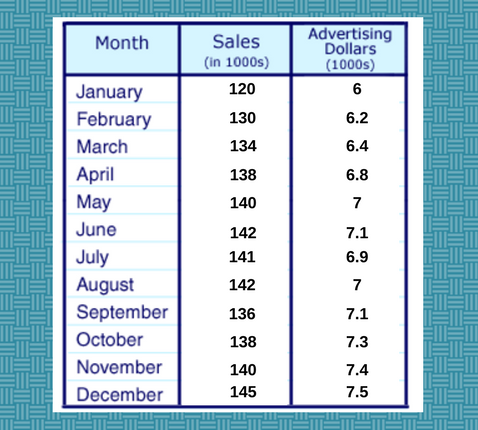 Month Sales Advertising
(in 1000s) Dollars
(1000s)
January 120 6
February 130 6.2
March 134 6.4
April 138 6.8
May 140 7
June 142 7.1
July 141 6.9
August 142 7
September 136 7.1
October 138 7.3
November 140 7.4
December 145 7.5